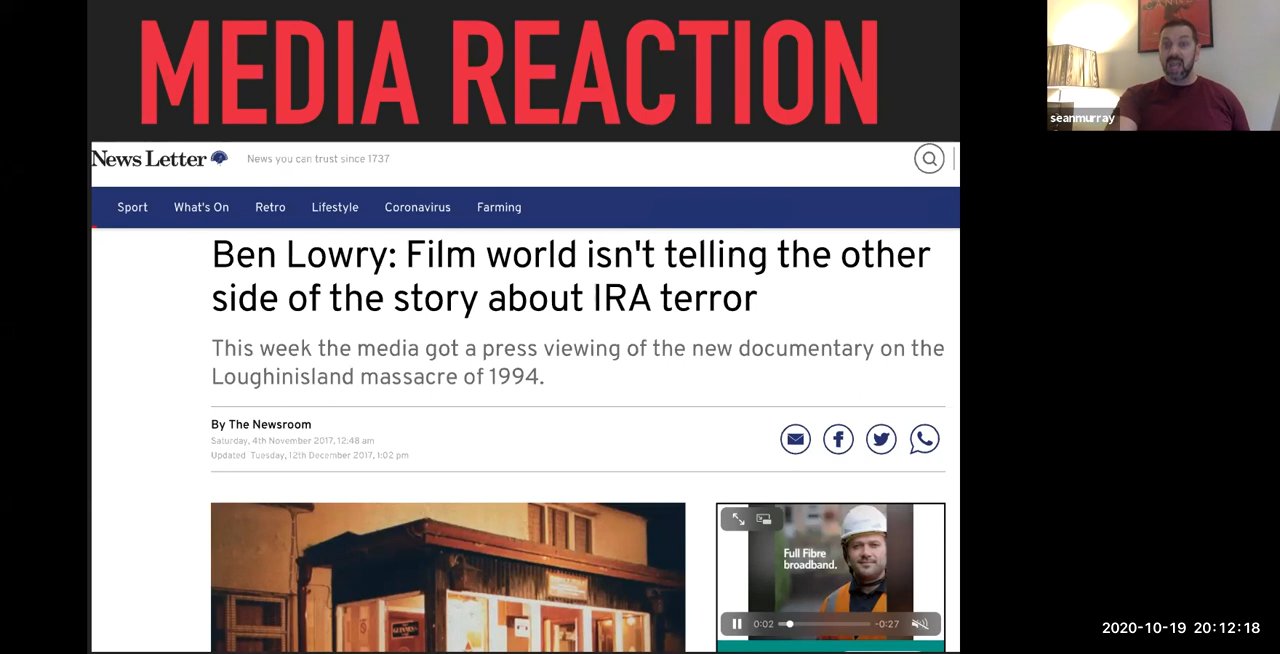 MEDIA REACTION
seanmurray
News Letter
News you can trust since 1737
Sport What's On Retro Lifestyle Coronavirus Farming
Ben Lowry: Film world isn't telling the other
side of the story about IRA terror
This week the media got a press viewing of the new documentary on the
Loughinisland massacre of 1994.
By The Newsroom
Saturday, 4th November 2017, 12:48 am
Updated Tuesday, 12th December 2017, 1:02 pm
Full Fibre
broadband.
GUINNESS
0:02 -0:27
2020-10-19 20:12:18